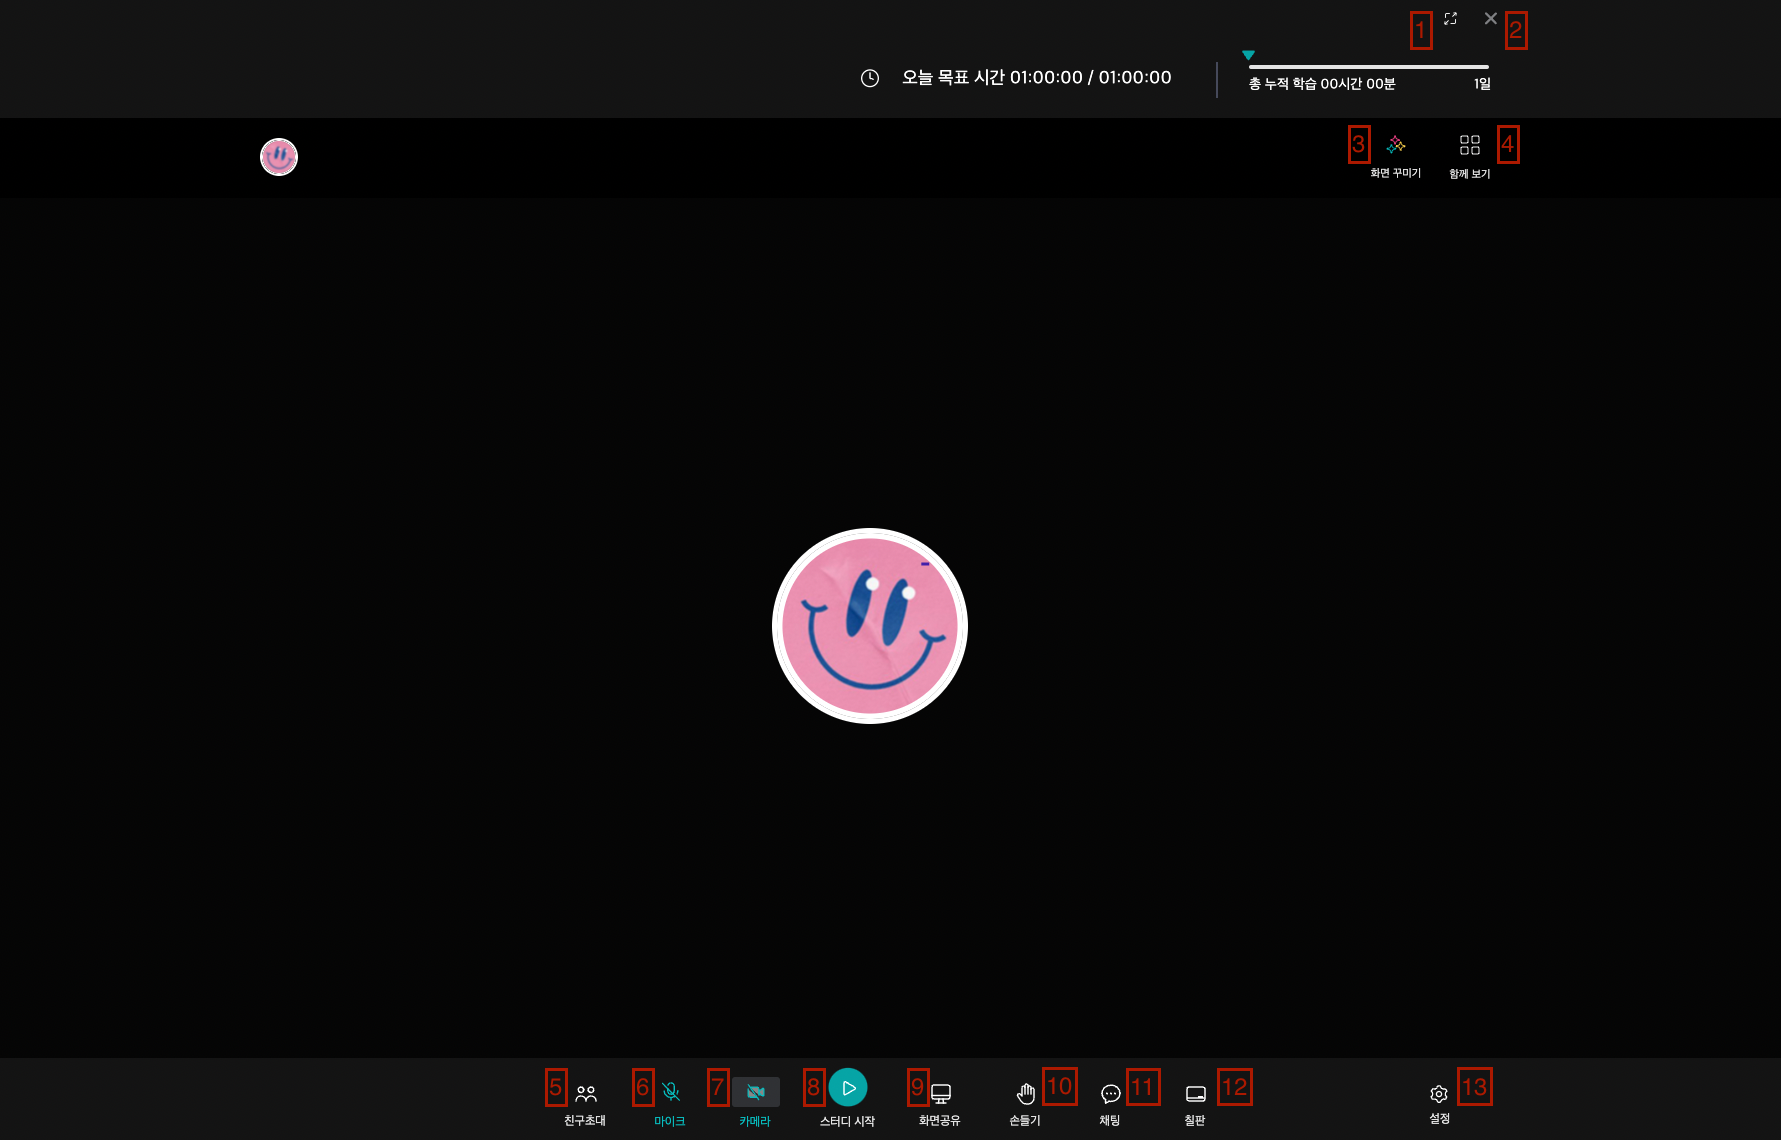 1
2
오늘 목표 시간 01:00:00 / 01:00:00
총 누적 학습 00시간 00분
1일
3
화면 꾸미기
4
함께 보기
5
친구초대
6
마이크
7
카메라
8
스터디 시작
9
화면공유
10
손들기
11
채팅
12
칠판
13
설정